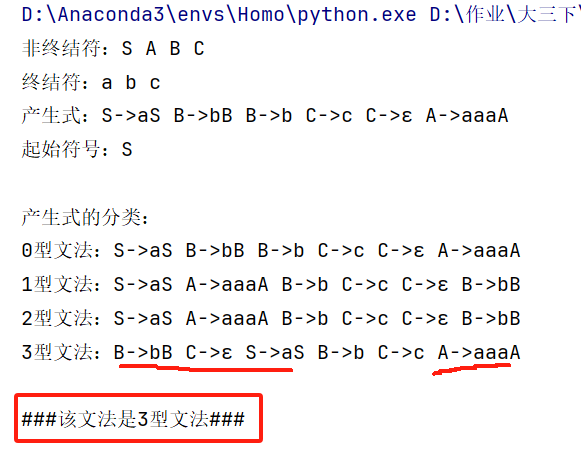 D:\Anaconda3\envs\Homo\python.exe D:\作业\大三下\
非终结符：S A B C
终结符：a b c
产生式：S->aS B->bB B->b C->c C->ε A->aaaA
起始符号：S
产生式的分类：
0型文法：S->aS B->bB B->b C->c C->ε A->aaaA
1型文法：S->aS A->aaaA B->b C->c C->ε B->bB
2型文法：S->aS A->aaaA B->b C->c C->ε B->bB
3型文法：B->bB C->ε S->aS B->b C->c A->aaaA
###该文法是3型文法###